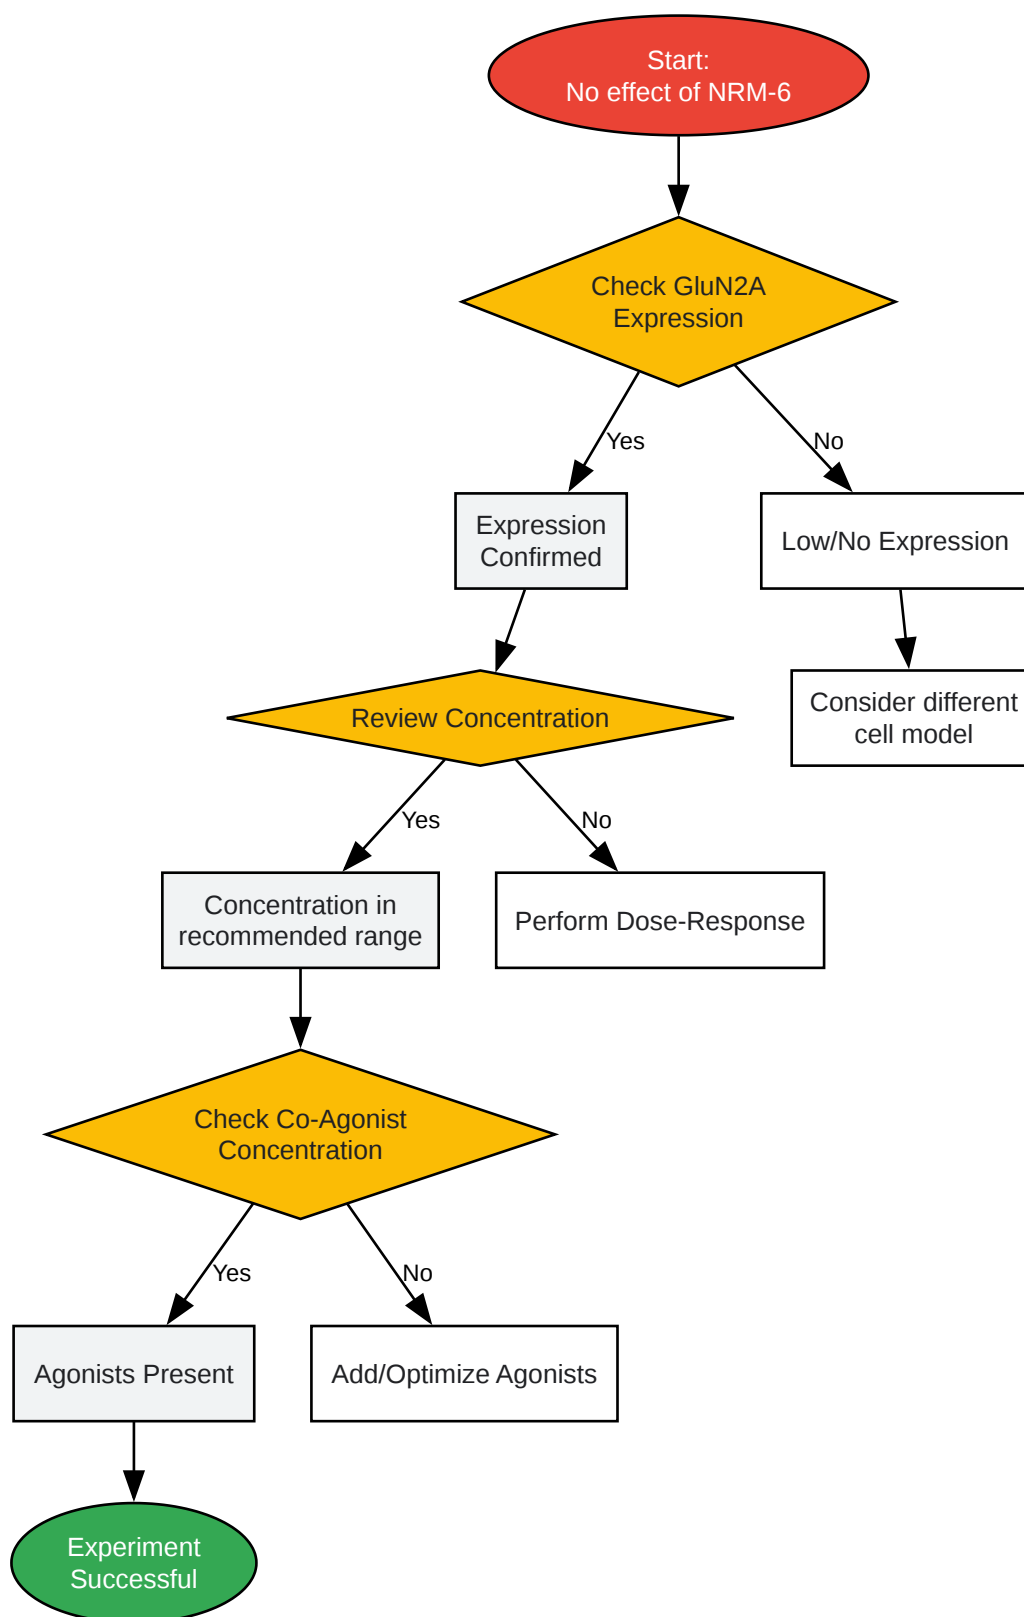 Start:
No effect of NRM-6
Check GluN2A
Expression
Yes
No
Expression
Confirmed
Low/No Expression
Review Concentration
Consider different
cell model
Yes
No
Concentration in
recommended range
Perform Dose-Response
Check Co-Agonist
Concentration
Yes
No
Agonists Present
Add/Optimize Agonists
Experiment
Successful